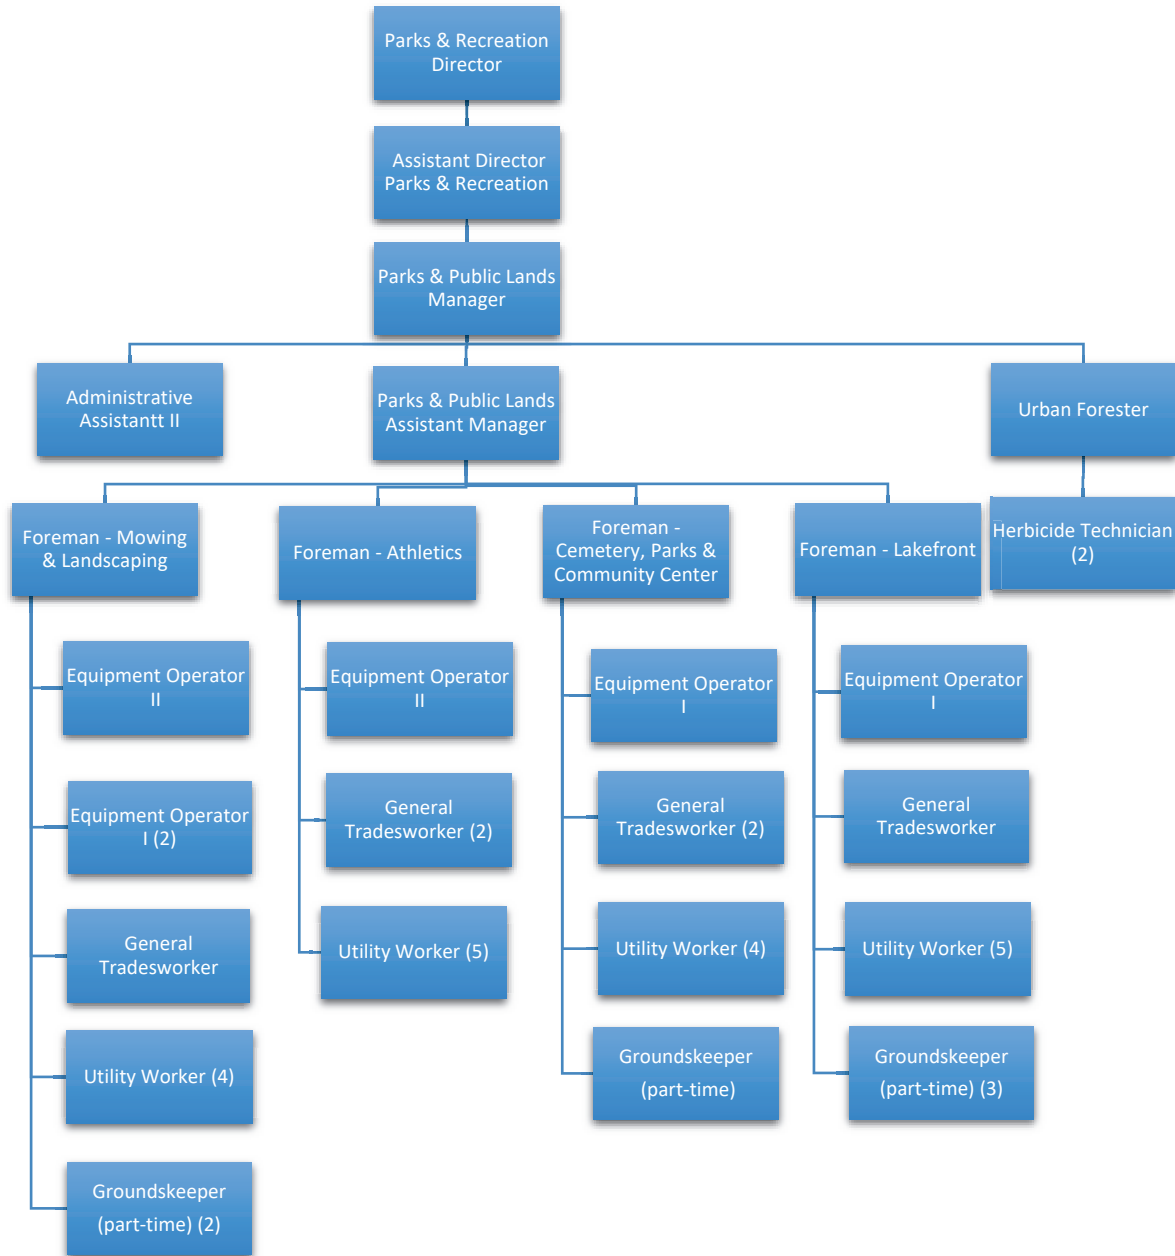 Parks & Recreation
Director
Assistant Director
Parks & Recreation
Parks & Public Lands
Manager
Administrative
Assistantt II
Parks & Public Lands
Assistant Manager
Urban Forester
Foreman - Mowing
& Landscaping
Foreman - Athletics
Foreman -
Cemetery, Parks &
Community Center
Foreman - Lakefront
Herbicide Technician
(2)
Equipment Operator
II
Equipment Operator
I (2)
General
Tradesworker
Utility Worker (4)
Groundskeeper
(part-time) (2)
Equipment Operator
II
General
Tradesworker (2)
Utility Worker (5)
Equipment Operator
I
General
Tradesworker (2)
Utility Worker (4)
Groundskeeper
(part-time)
Equipment Operator
I
General
Tradesworker
Utility Worker (5)
Groundskeeper
(part-time) (3)